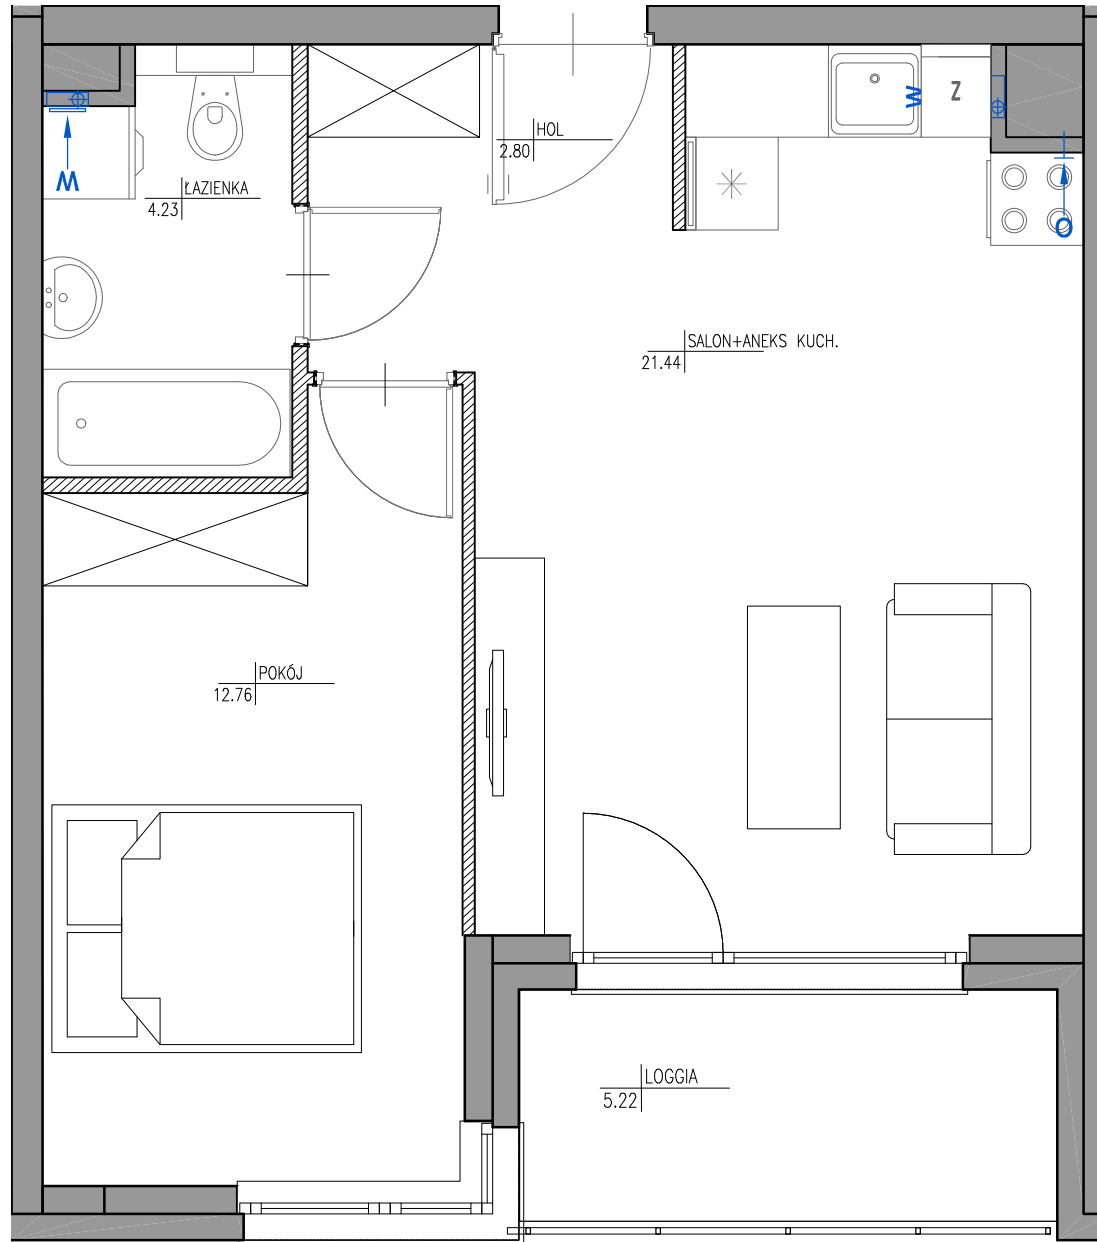 W
Z
HOL
2.80
W
ŁAZIENKA
4.23
O
SALON+ANEKS KUCH.
21.44
POKÓJ
12.76
LOGGIA
5.22